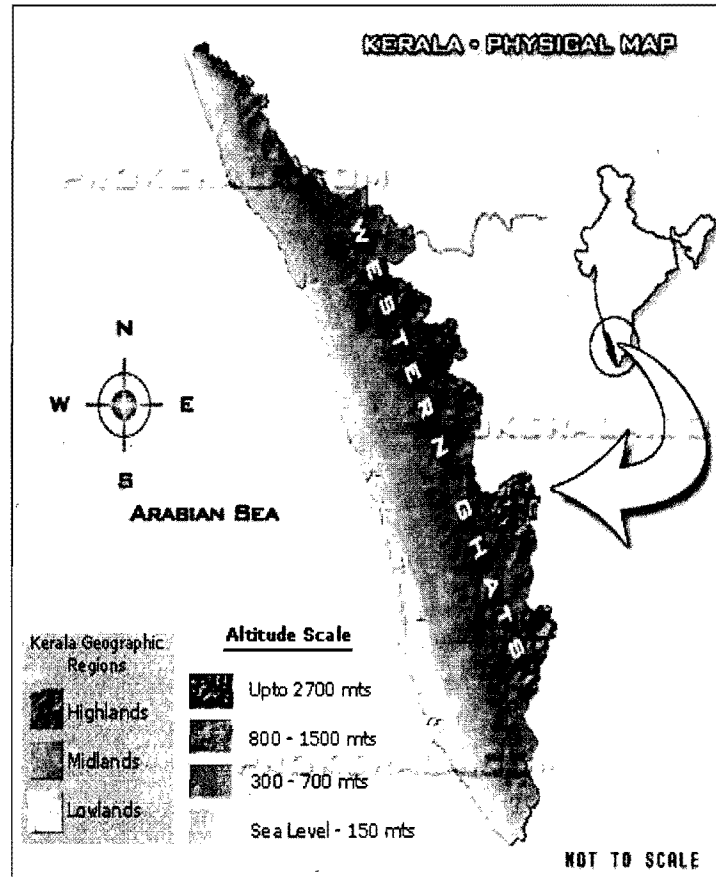 KERALA - PHYSICAL MAP
WESTERN GHATS
N
W E
S
ARABIAN SEA
Kerala Geographic
Regions
Highlands
Midlands
Lowlands
Altitude Scale
Upto 2700 mts
800 - 1500 mts
300 - 700 mts
Sea Level - 150 mts
NOT TO SCALE